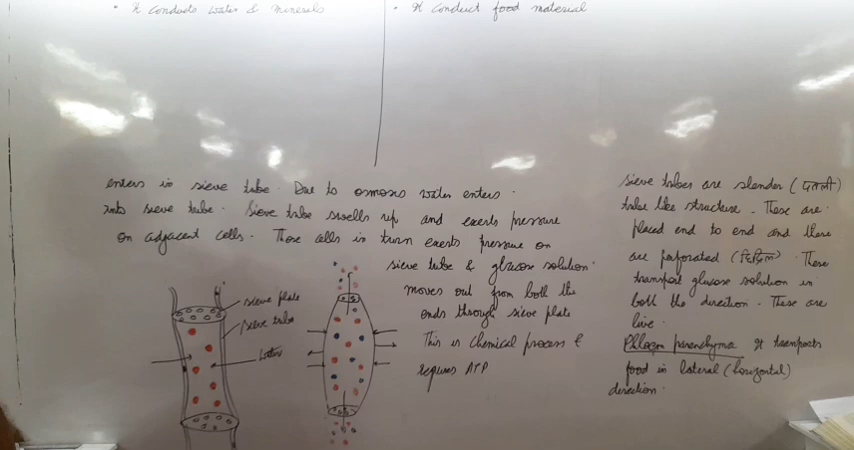 • It conducts water & minerals
• It conduct food material
enters in sieve tube. Due to osmosis water enters.
into sieve tube. Sieve tube swells up and exerts pressure
on adjacent cells. These cells in turn exerts pressure on
sieve tube & glucose solution.
moves out from both the
ends through sieve plate
This is chemical process &
requires ATP
sieve plate
sieve tube
water
Sieve tubes are slender (पतली)
tube like structure. These are.
placed end to end and these
are perforated These
transport glucose solution in
both the direction. These are
live.
Phloem parenchyma It transports
food in lateral (horizontal)
direction.